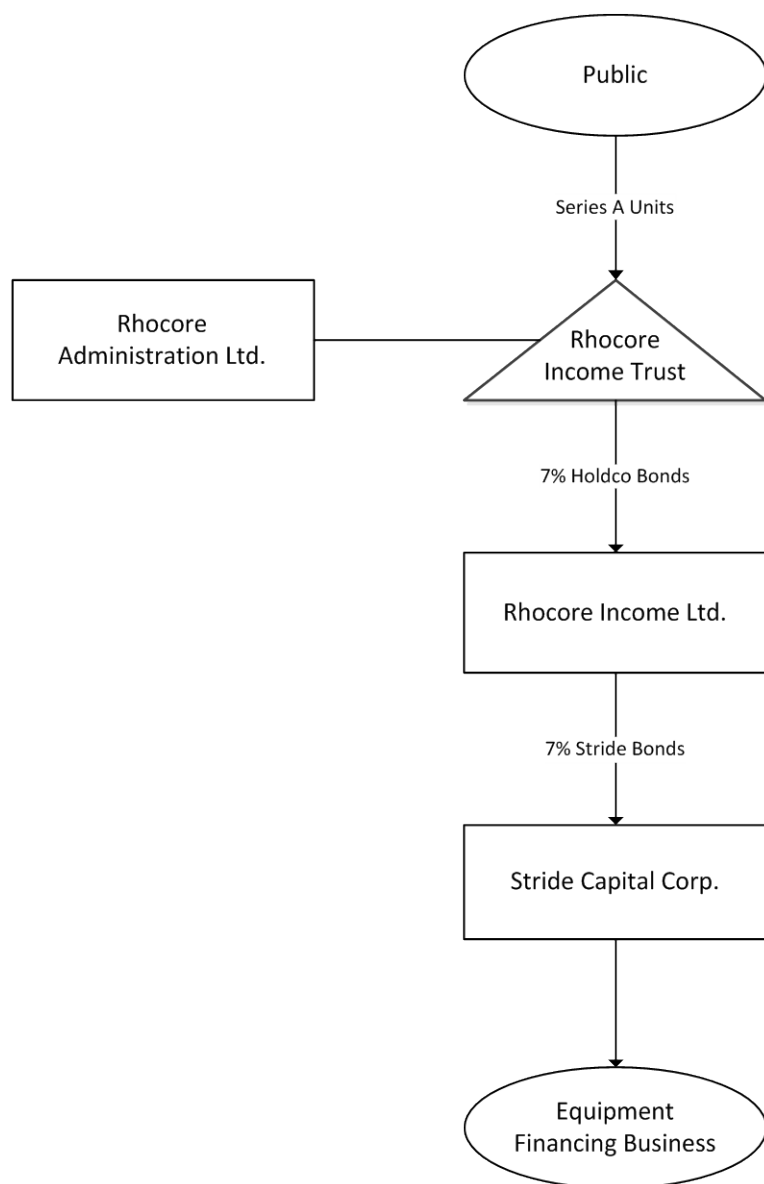 Public
Series A Units
Rhocore
Administration Ltd.
Rhocore
Income Trust
7% Holdco Bonds
Rhocore Income Ltd.
7% Stride Bonds
Stride Capital Corp.
Equipment
Financing Business